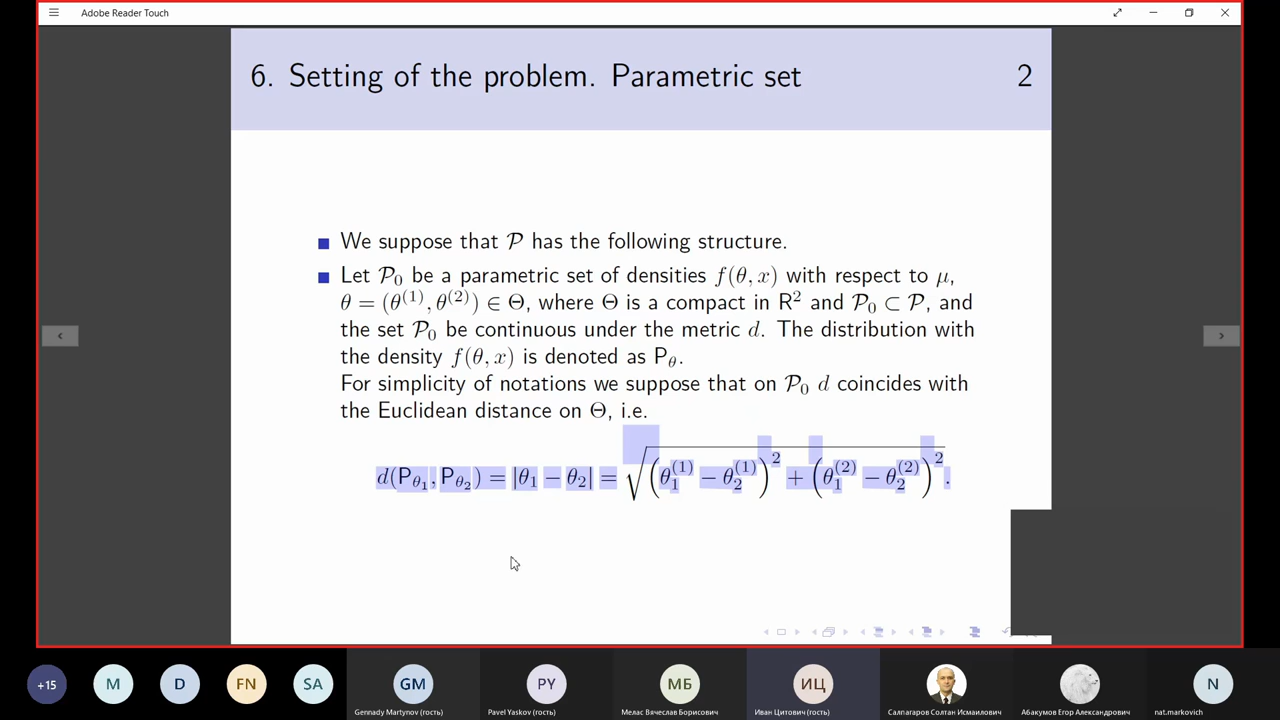 Adobe Reader Touch
6. Setting of the problem. Parametric set 2
We suppose that 𝒫 has the following structure.
Let 𝒫₀ be a parametric set of densities f(θ, x) with respect to μ,
θ = (θ⁽¹⁾, θ⁽²⁾) ∈ Θ, where Θ is a compact in R² and 𝒫₀ ⊂ 𝒫, and
the set 𝒫₀ be continuous under the metric d. The distribution with
the density f(θ, x) is denoted as P_θ.
For simplicity of notations we suppose that on 𝒫₀ d coincides with
the Euclidean distance on Θ, i.e.
d(P_θ₁, P_θ₂) = |θ₁ − θ₂| = √((θ₁⁽¹⁾ − θ₂⁽¹⁾)² + (θ₁⁽²⁾ − θ₂⁽²⁾)²).
+15 M D FN SA GM PY МБ ИЦ N
Gennady Martynov (гость) Pavel Yaskov (гость) Мелас Вячеслав Борисович Иван Цитович (гость) Салпагаров Солтан Исмаилович Абакумов Егор Александрович nat.markovich